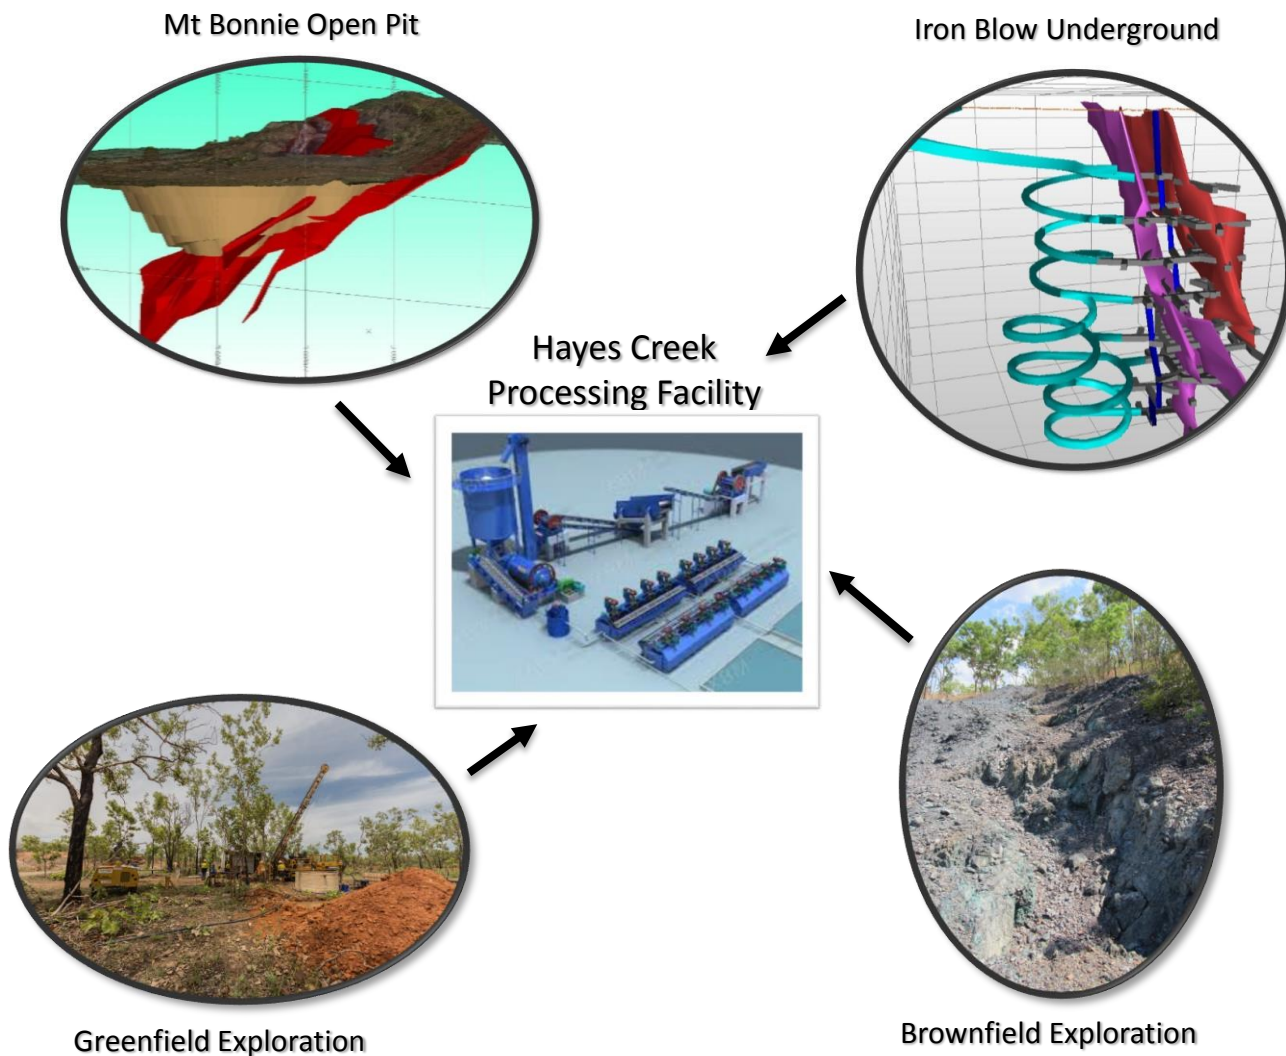 Mt Bonnie Open Pit
Iron Blow Underground
Hayes Creek
Processing Facility
Greenfield Exploration
Brownfield Exploration